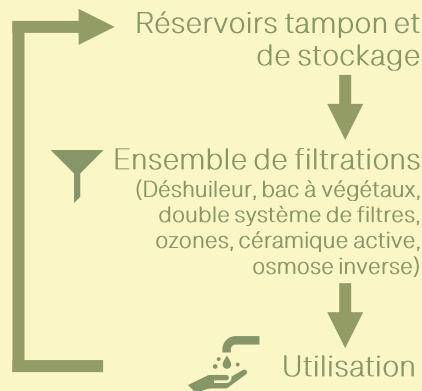 Réservoirs tampon et
de stockage
Ensemble de filtrations
(Déshuileur, bac à végétaux,
double système de filtres,
ozones, céramique active,
osmose inverse)
Utilisation